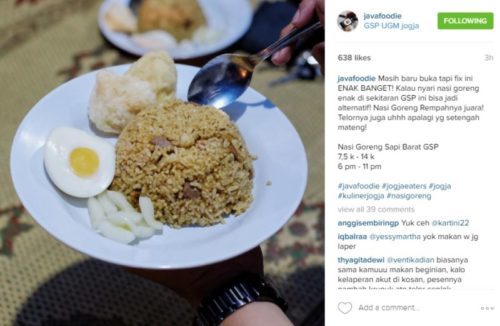 javafoodie
GSP UGM jogja
FOLLOWING
638 likes
3h
javafoodie Masih baru buka tapi fix ini
ENAK BANGET! Kalau nyari nasi goreng
enak di sekitaran GSP ini bisa jadi
alternatif! Nasi Goreng Rempahnya juara!
Telornya juga uhhh apalagi yg setengah
mateng!
Nasi Goreng Sapi Barat GSP
7,5 k - 14 k
6 pm - 11 pm
#javafoodie #jogjaeaters #jogja
#kulinerjogja #nasigoreng
view all 39 comments
anggisembiringp Yuk ceh @kartini22
iqbalraa @yessymartha yok makan w jg
laper
thyagitadewi @ventikadian biasanya
sama kamuuu makan beginian, kalo
kelaperan akut di kosan, pesennya
Add a comment...